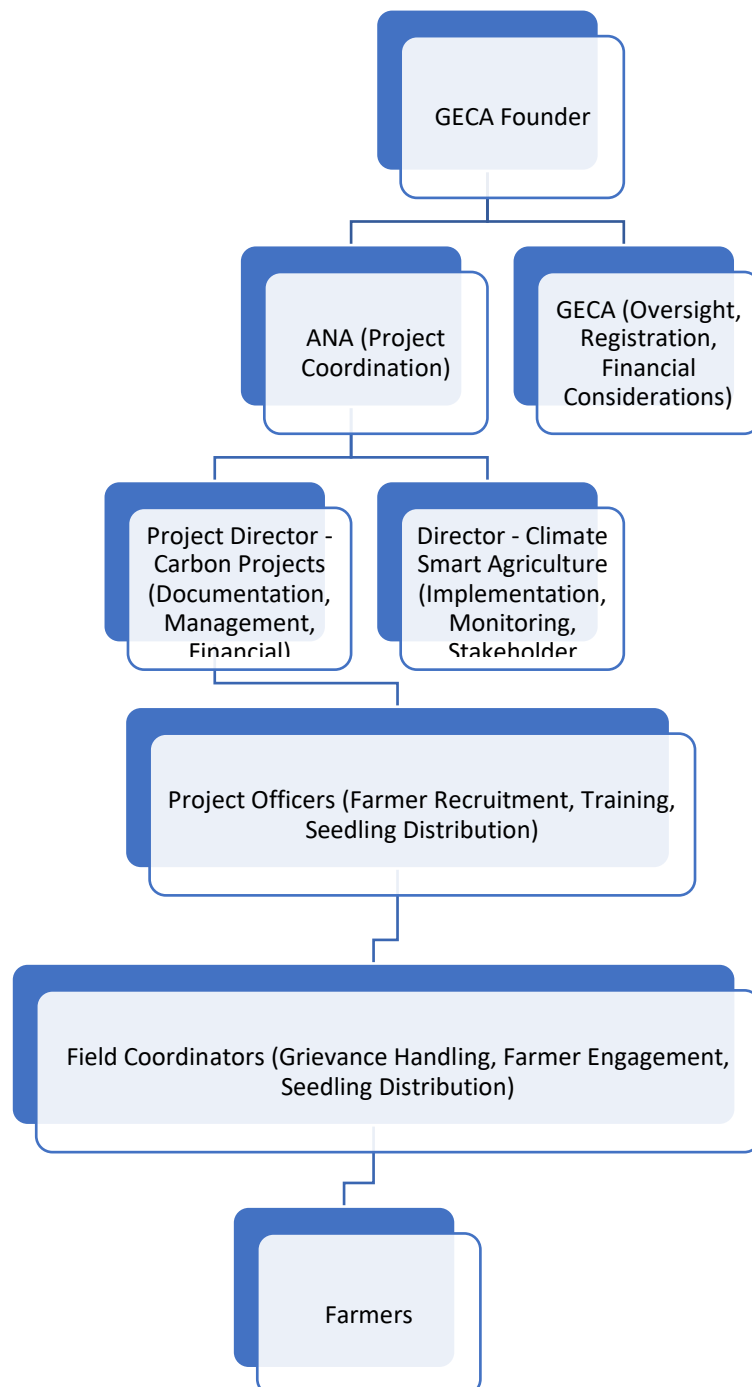 GECA Founder
ANA (Project
Coordination)
GECA (Oversight,
Registration,
Financial
Considerations)
Project Director -
Carbon Projects
(Documentation,
Management,
Financial)
Director - Climate
Smart Agriculture
(Implementation,
Monitoring,
Stakeholder
Project Officers (Farmer Recruitment, Training,
Seedling Distribution)
Field Coordinators (Grievance Handling, Farmer Engagement,
Seedling Distribution)
Farmers